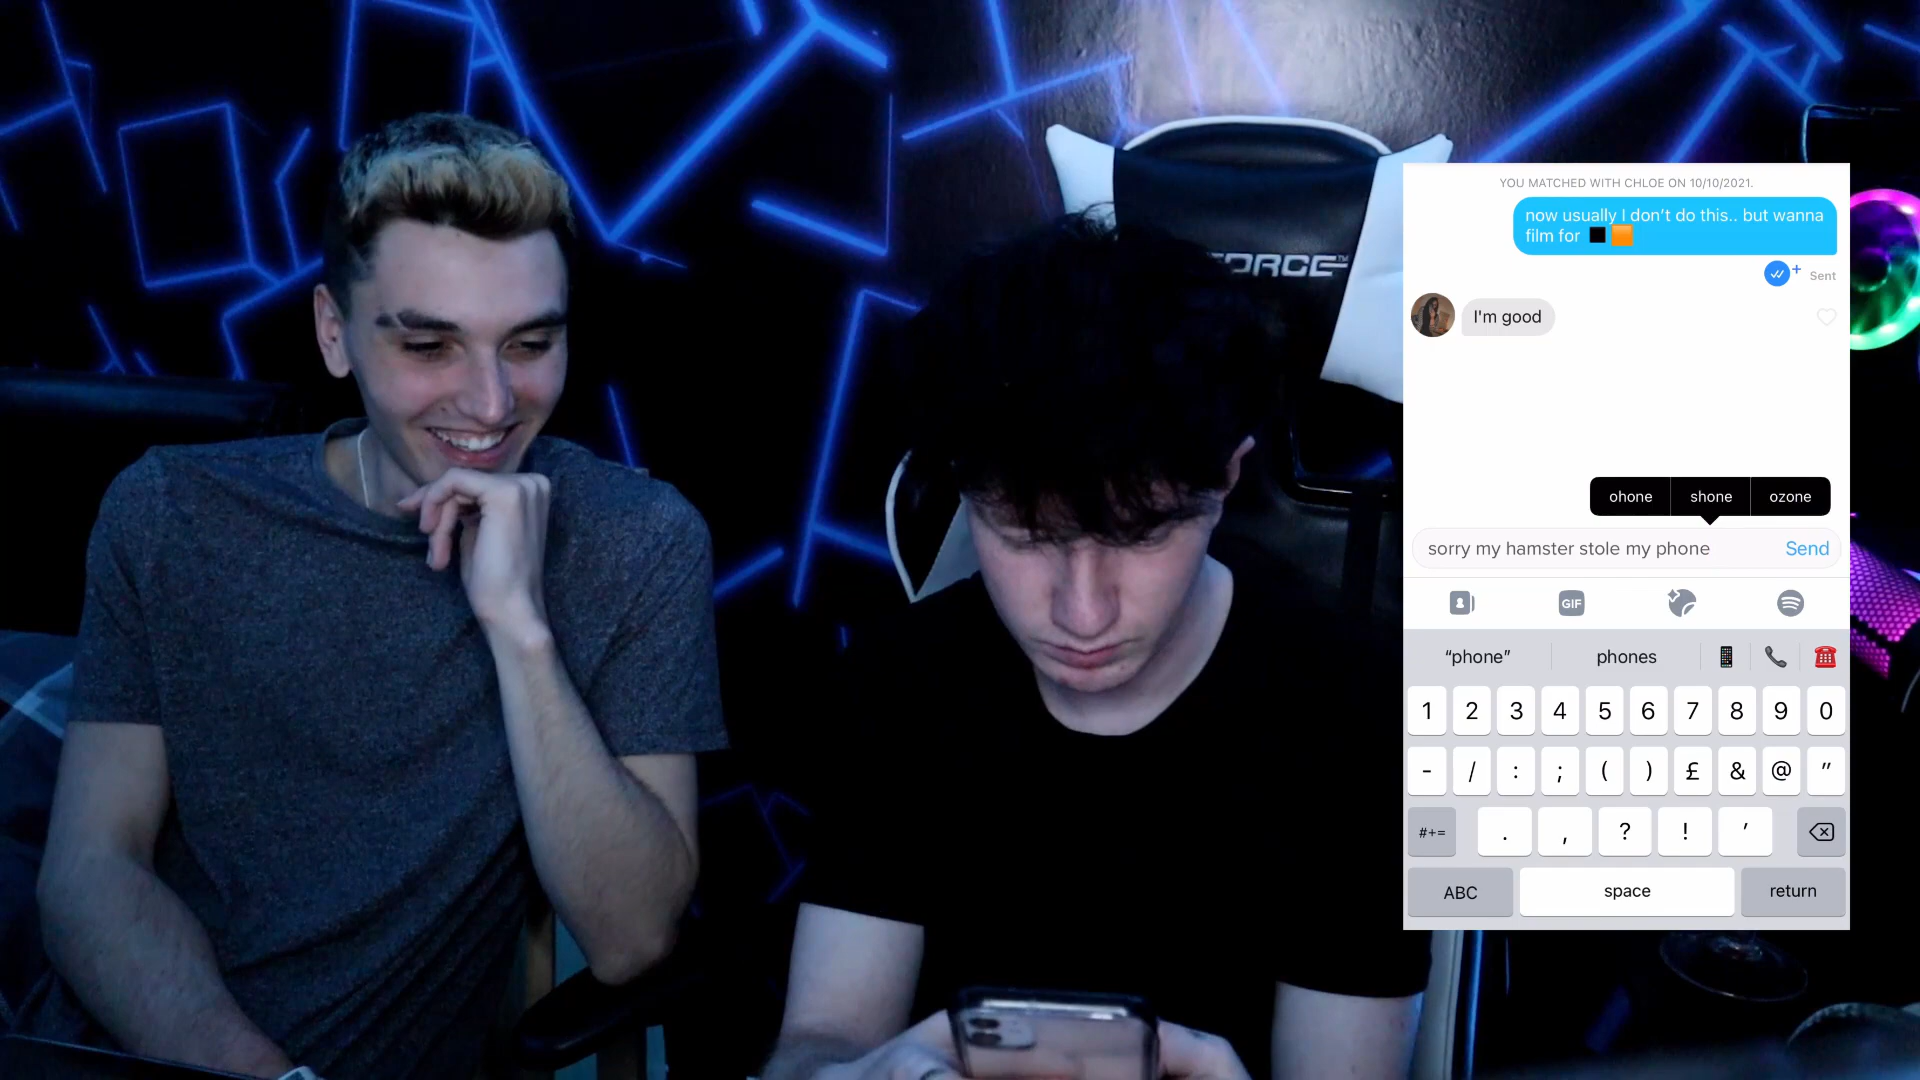 FORCE™
YOU MATCHED WITH CHLOE ON 10/10/2021.
now usually I don't do this.. but wanna
film for
Sent
I'm good
ohone shone ozone
sorry my hamster stole my phone Send
GIF
“phone” phones
1 2 3 4 5 6 7 8 9 0
- / : ; ( ) £ & @ ”
#+= . , ? ! ’
ABC space return